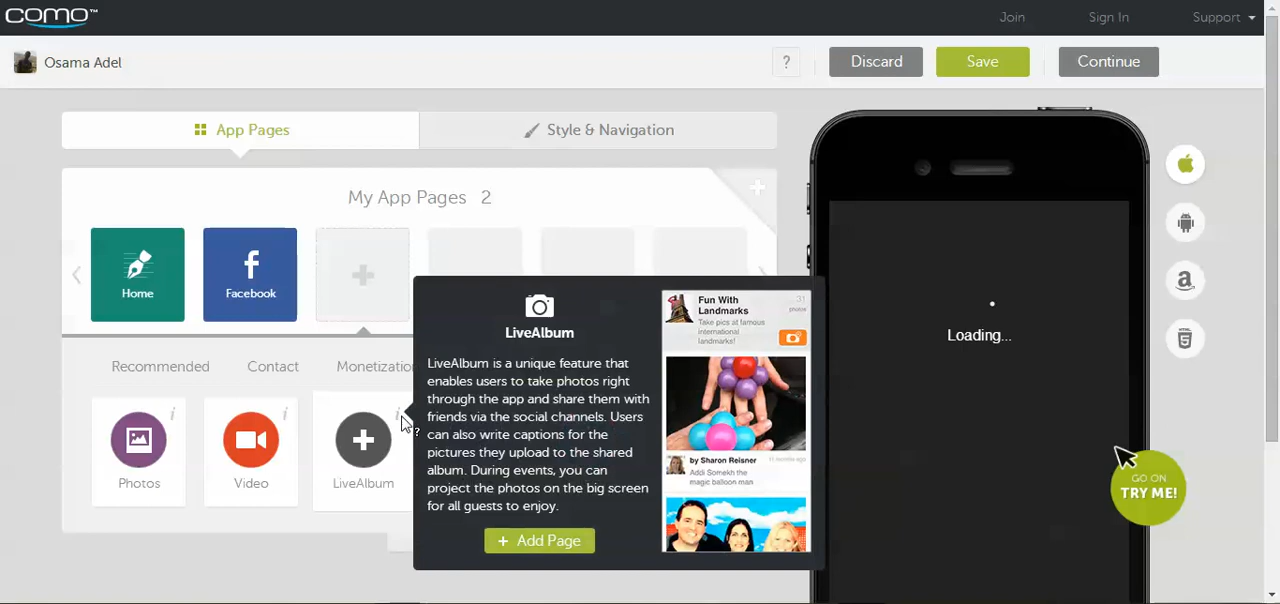 COMO™
Join
Sign In
Support
Osama Adel
?
Discard
Save
Continue
App Pages
Style & Navigation
My App Pages 2
Home
Facebook
LiveAlbum
LiveAlbum is a unique feature that
enables users to take photos right
through the app and share them with
friends via the social channels. Users
can also write captions for the
pictures they upload to the shared
album. During events, you can
project the photos on the big screen
for all guests to enjoy.
+ Add Page
Fun With
Landmarks
31
photos
Take pics at famous
international
landmarks!
by Sharon Reisner
11 months ago
Addi Somekh the
magic balloon man
Recommended
Contact
Monetization
Photos
Video
LiveAlbum
Loading...
GO ON
TRY ME!